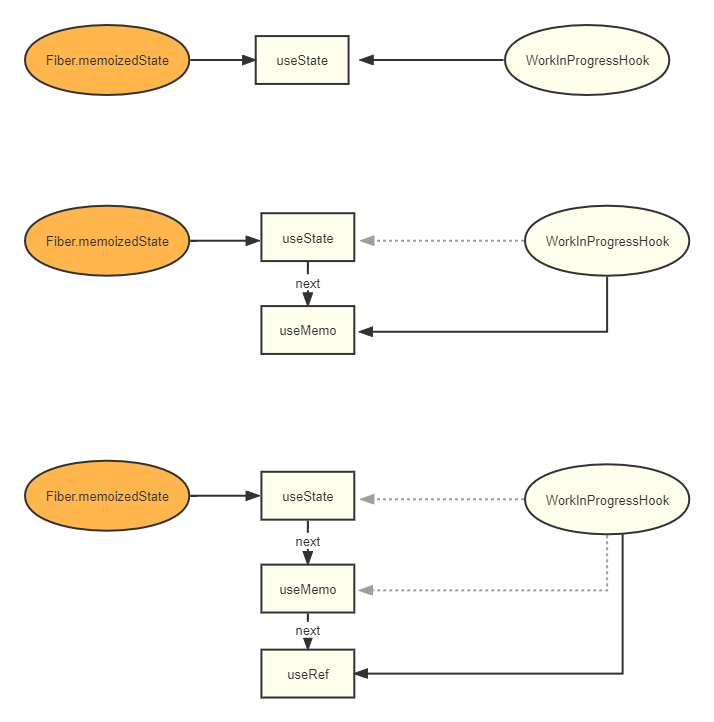 Fiber.memoizedState
useState
WorkInProgressHook
Fiber.memoizedState
useState
WorkInProgressHook
next
useMemo
Fiber.memoizedState
useState
WorkInProgressHook
next
useMemo
next
useRef